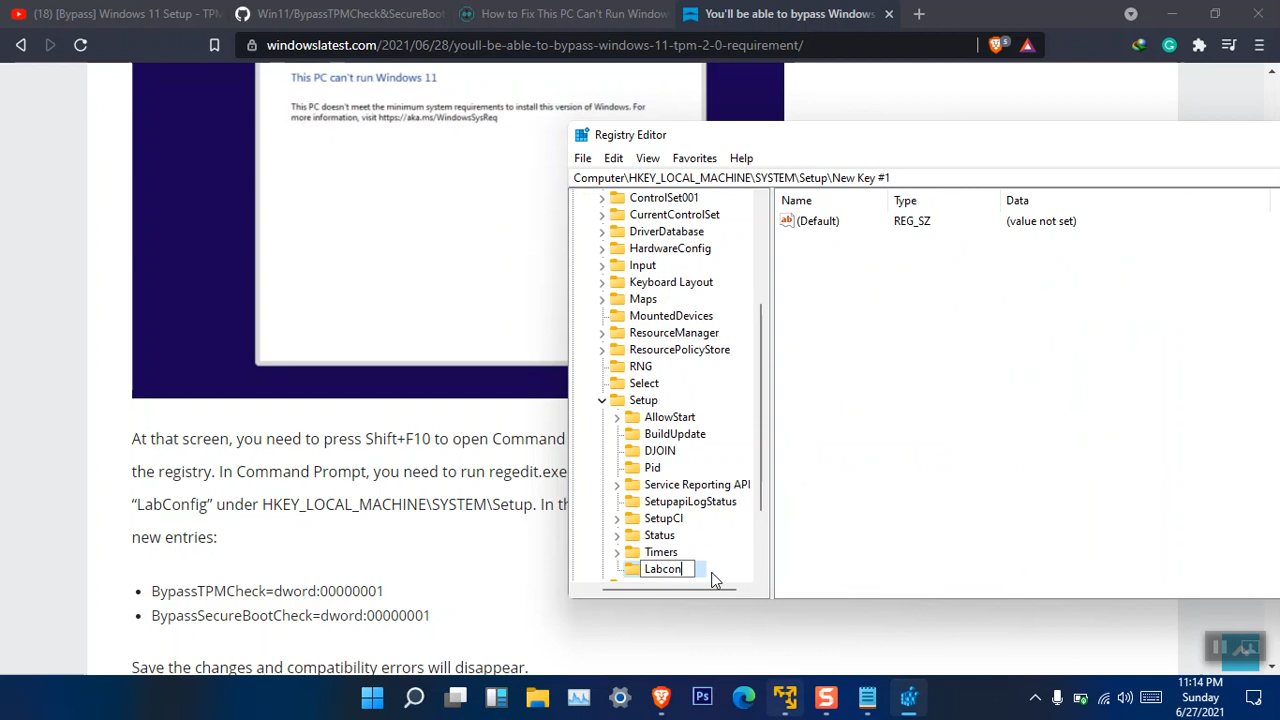 (18) [Bypass] Windows 11 Setup - TPM
Win11/BypassTPMCheck&SecureBoot
How to Fix This PC Can't Run Window
You'll be able to bypass Windows
windowslatest.com/2021/06/28/youll-be-able-to-bypass-windows-11-tpm-2-0-requirement/
5
This PC can't run Windows 11
This PC doesn't meet the minimum system requirements to install this version of Windows. For
more information, visit https://aka.ms/WindowsSysReq
At that screen, you need to press Shift+F10 to open Command
the registry. In Command Prompt, you need to run regedit.exe
“LabConfig” under HKEY_LOCAL_MACHINE\SYSTEM\Setup. In th
new entries:
BypassTPMCheck=dword:00000001
BypassSecureBootCheck=dword:00000001
Save the changes and compatibility errors will disappear.
Registry Editor
File Edit View Favorites Help
Computer\HKEY_LOCAL_MACHINE\SYSTEM\Setup\New Key #1
ControlSet001
CurrentControlSet
DriverDatabase
HardwareConfig
Input
Keyboard Layout
Maps
MountedDevices
ResourceManager
ResourcePolicyStore
RNG
Select
Setup
AllowStart
BuildUpdate
DJOIN
Pid
Service Reporting API
SetupapiLogStatus
SetupCl
Status
Timers
Labcon
Name Type Data
ab (Default) REG_SZ (value not set)
Ps
S
11:14 PM
Sunday
6/27/2021